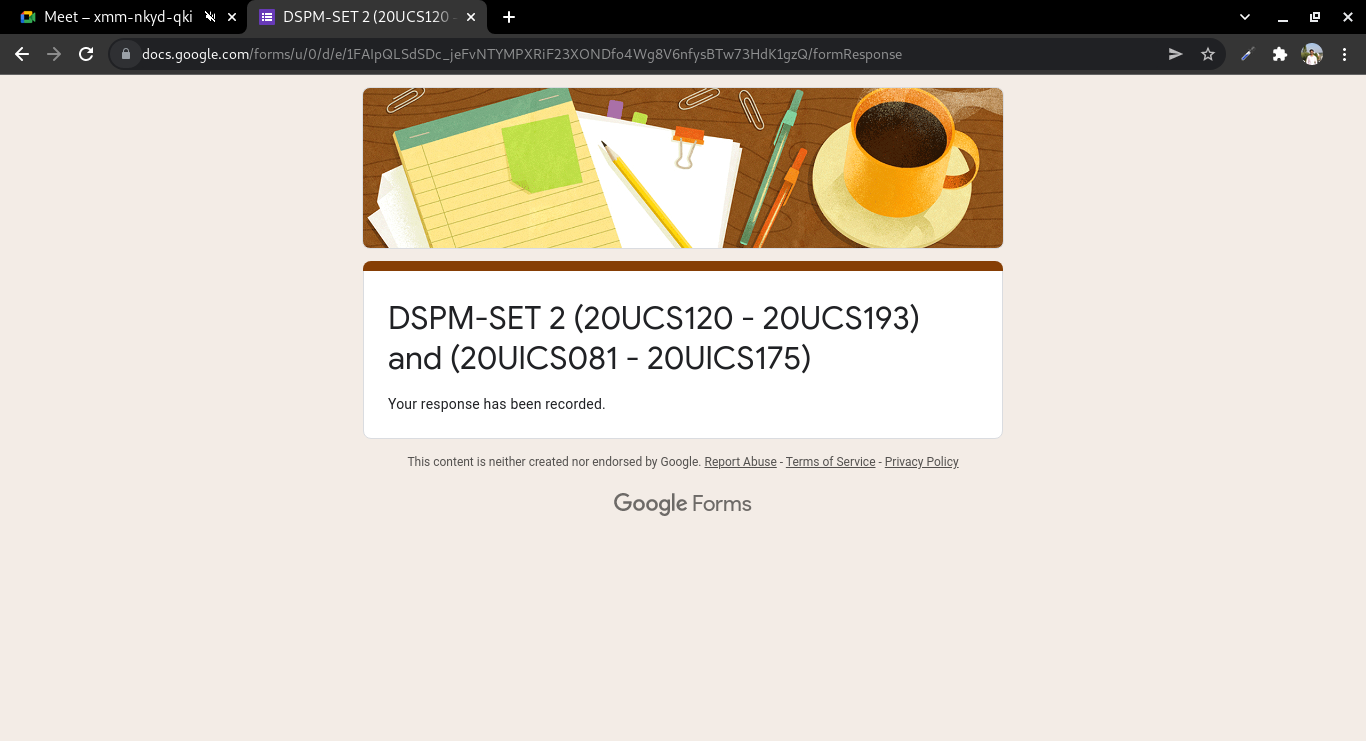 Meet – xmm-nkyd-qki
DSPM-SET 2 (20UCS120 -
docs.google.com/forms/u/0/d/e/1FAIpQLSdSDc_jeFvNTYMPXRiF23XONDfo4Wg8V6nfysBTw73HdK1gzQ/formResponse
DSPM-SET 2 (20UCS120 - 20UCS193)
and (20UICS081 - 20UICS175)
Your response has been recorded.
This content is neither created nor endorsed by Google. Report Abuse - Terms of Service - Privacy Policy
Google Forms